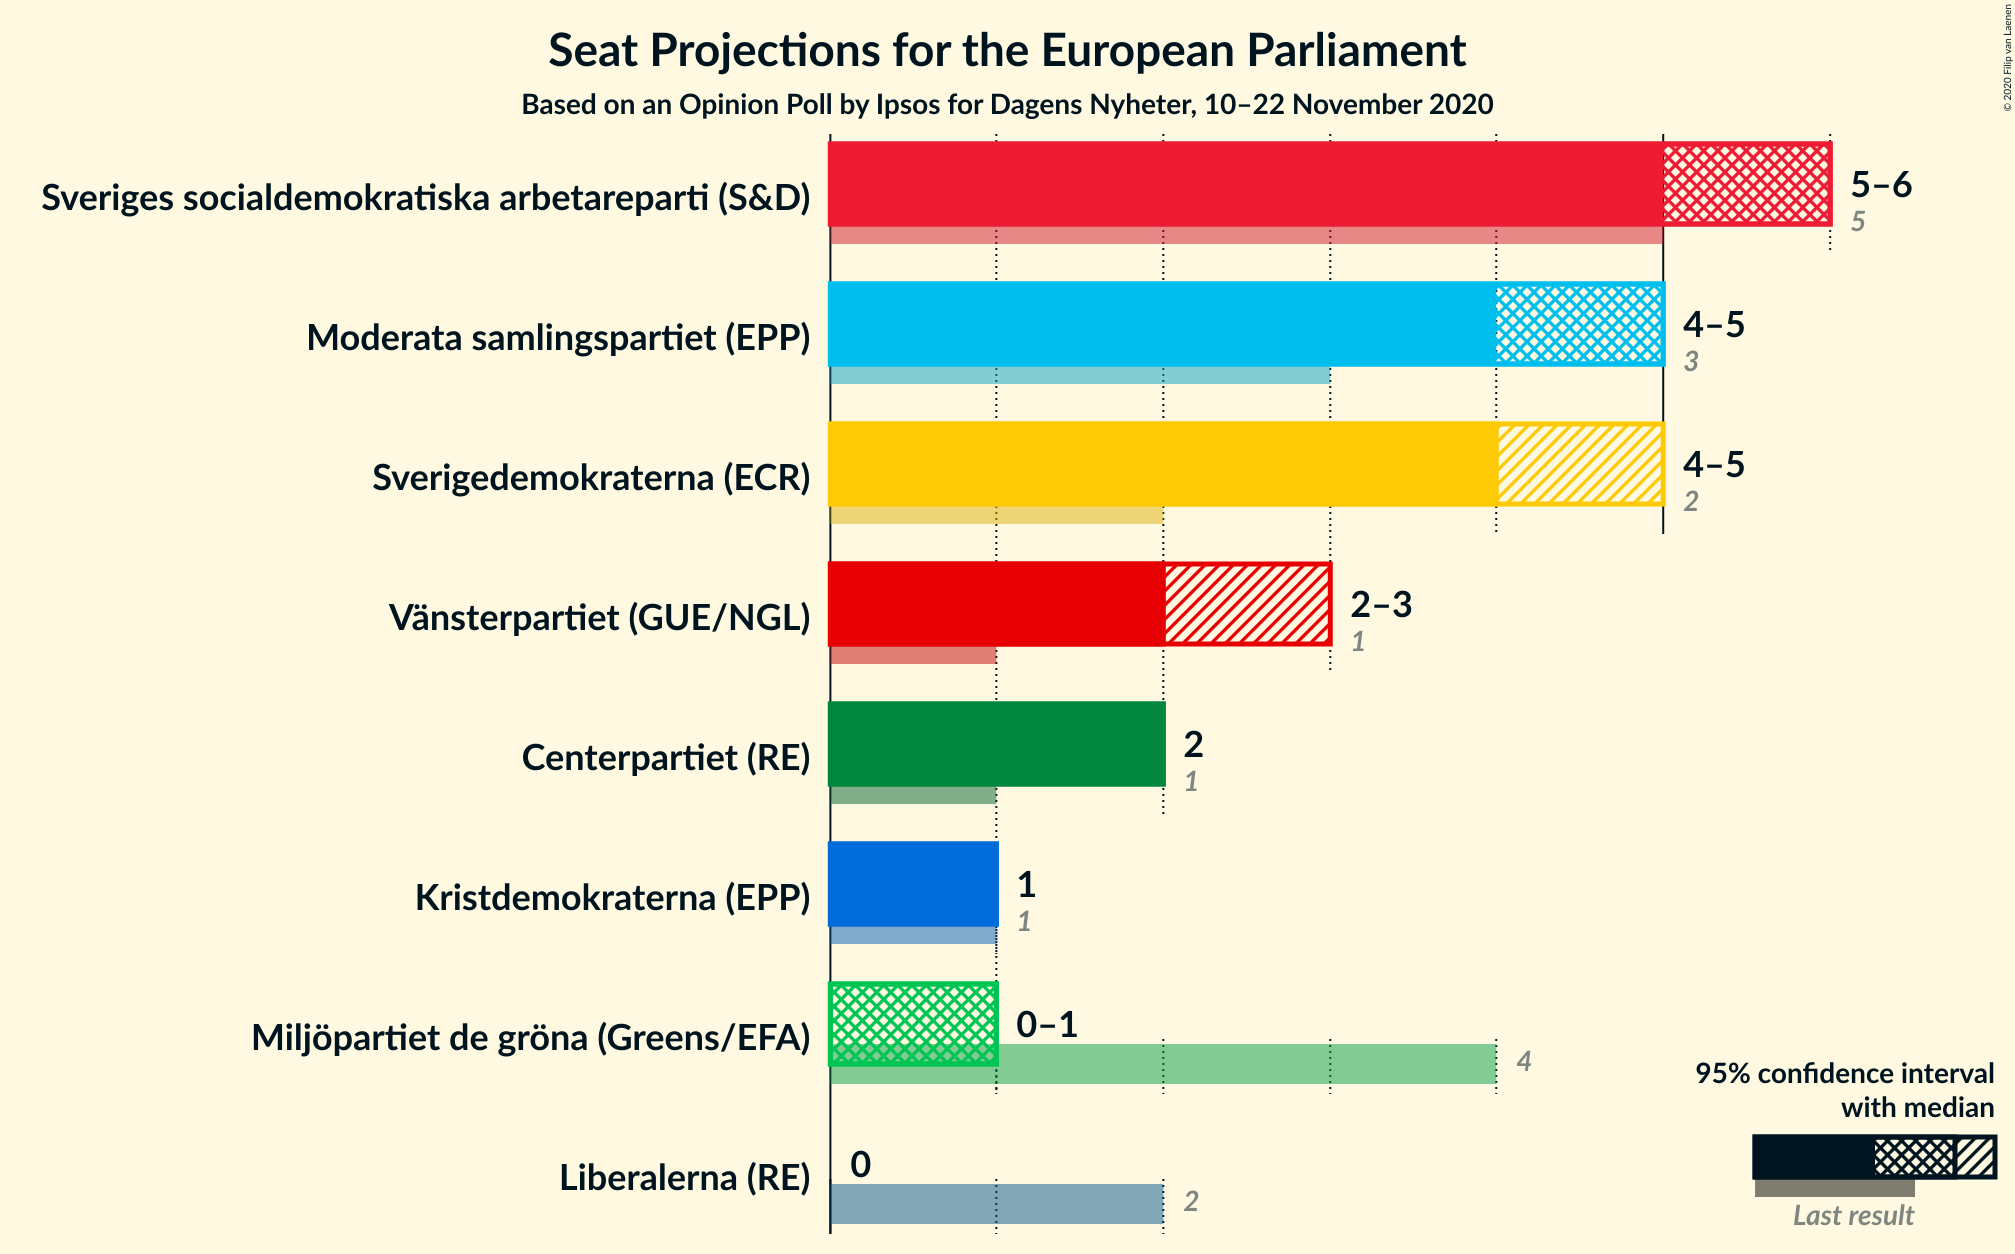 Seat Projections for the European Parliament
Based on an Opinion Poll by Ipsos for Dagens Nyheter, 10–22 November 2020
© 2020 Filip van Laenen
Sveriges socialdemokratiska arbetareparti (S&D)
5–6
5
Moderata samlingspartiet (EPP)
4–5
3
Sverigedemokraterna (ECR)
4–5
2
Vänsterpartiet (GUE/NGL)
2–3
1
Centerpartiet (RE)
2
1
Kristdemokraterna (EPP)
1
1
Miljöpartiet de gröna (Greens/EFA)
0–1
4
Liberalerna (RE)
0
2
95% confidence interval
with median
Last result